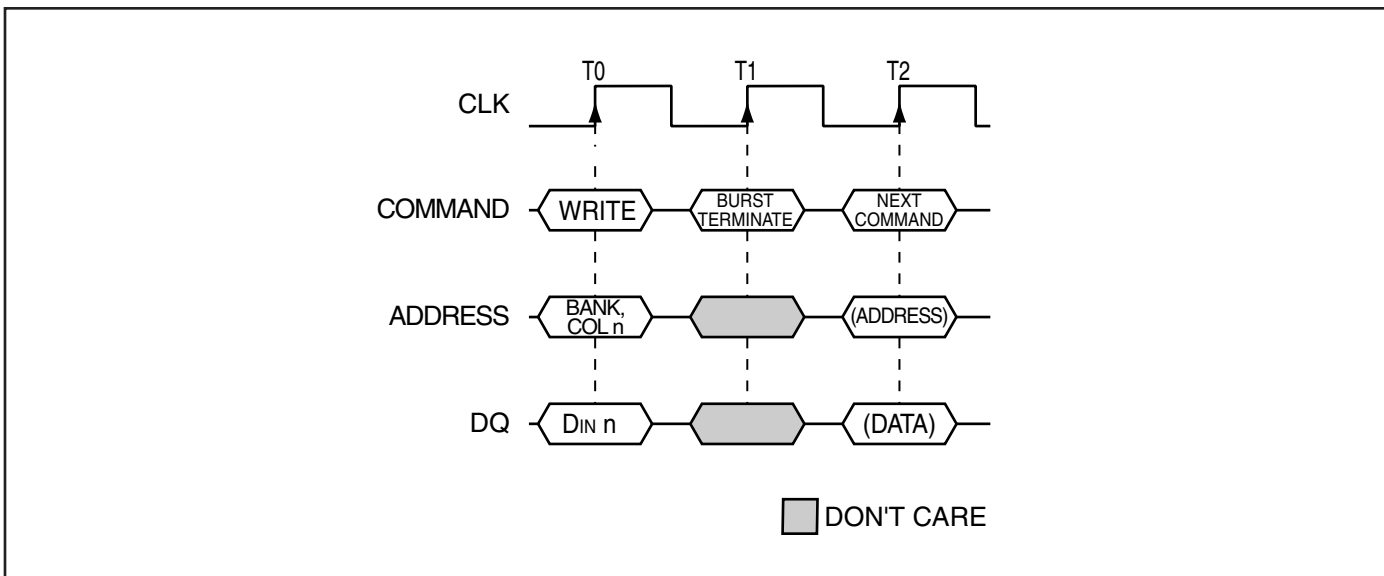 T0 T1 T2
CLK
COMMAND WRITE BURST TERMINATE NEXT COMMAND
ADDRESS BANK, COL n (ADDRESS)
DQ DIN n (DATA)
DON'T CARE